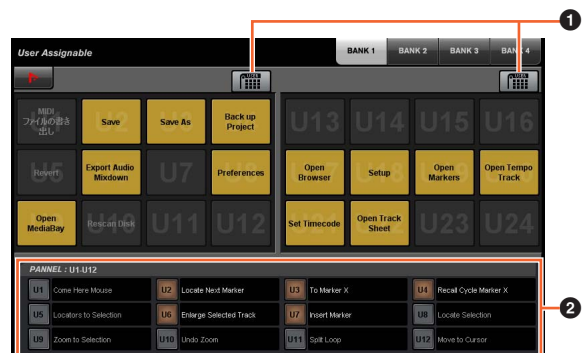 1
User Assignable
BANK 1
BANK 2
BANK 3
BANK 4
MIDI
ファイルの書き
出し
Save
Save As
Back up
Project
U13
U14
U15
U16
Revert
Export Audio
Mixdown
U7
Preferences
Open
Browser
Setup
Open
Markers
Open Tempo
Track
Open
MediaBay
Rescan Disk
U11
U12
Set Timecode
Open Track
Sheet
U23
U24
PANNEL : U1-U12
U1 Come Here Mouse
U2 Locate Next Marker
U3 To Marker X
U4 Recall Cycle Marker X
U5 Locators to Selection
U6 Enlarge Selected Track
U7 Insert Marker
U8 Locate Selection
U9 Zoom to Selection
U10 Undo Zoom
U11 Split Loop
U12 Move to Cursor
2